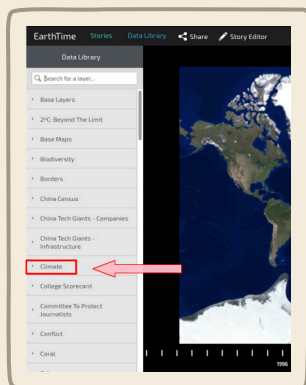 EarthTime Stories Data Library Share Story Editor
Data Library
Search for a layer...
Base Layers
2ºC: Beyond The Limit
Base Maps
Biodiversity
Borders
China Census
China Tech Giants - Companies
China Tech Giants -
Infrastructure
Climate
College Scorecard
Committee To Protect
Journalists
Conflict
Coral
1996